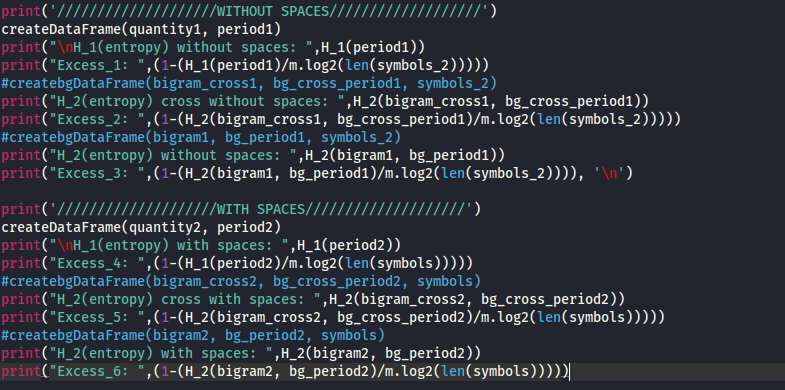 print('////////////////////WITHOUT SPACES///////////////////')
createDataFrame(quantity1, period1)
print("\nH_1(entropy) without spaces: ",H_1(period1))
print("Excess_1: ",(1-(H_1(period1)/m.log2(len(symbols_2)))))
#createbgDataFrame(bigram_cross1, bg_cross_period1, symbols_2)
print("H_2(entropy) cross without spaces: ",H_2(bigram_cross1, bg_cross_period1))
print("Excess_2: ",(1-(H_2(bigram_cross1, bg_cross_period1)/m.log2(len(symbols_2)))))
#createbgDataFrame(bigram1, bg_period1, symbols_2)
print("H_2(entropy) without spaces: ",H_2(bigram1, bg_period1))
print("Excess_3: ",(1-(H_2(bigram1, bg_period1)/m.log2(len(symbols_2)))), '\n')
print('////////////////////WITH SPACES////////////////////')
createDataFrame(quantity2, period2)
print("\nH_1(entropy) with spaces: ",H_1(period2))
print("Excess_4: ",(1-(H_1(period2)/m.log2(len(symbols)))))
#createbgDataFrame(bigram_cross2, bg_cross_period2, symbols)
print("H_2(entropy) cross with spaces: ",H_2(bigram_cross2, bg_cross_period2))
print("Excess_5: ",(1-(H_2(bigram_cross2, bg_cross_period2)/m.log2(len(symbols)))))
#createbgDataFrame(bigram2, bg_period2, symbols)
print("H_2(entropy) with spaces: ",H_2(bigram2, bg_period2))
print("Excess_6: ",(1-(H_2(bigram2, bg_period2)/m.log2(len(symbols)))))